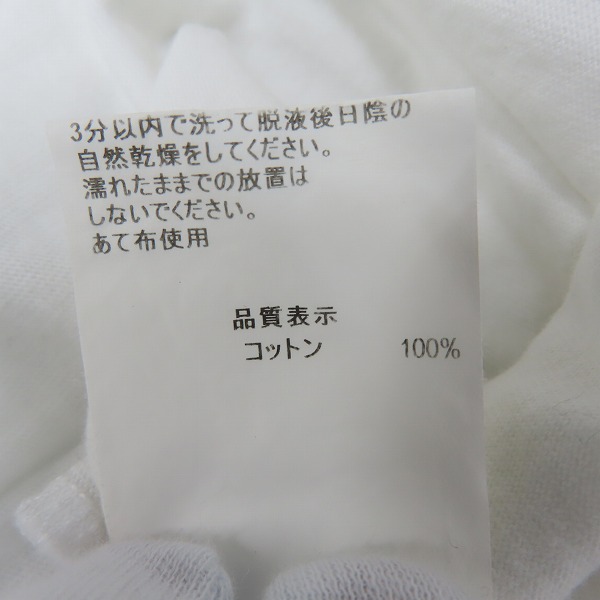 3分以内で洗って脱液後日陰の
自然乾燥をしてください。
濡れたままでの放置は
しないでください。
あて布使用
品質表示
コットン 100%